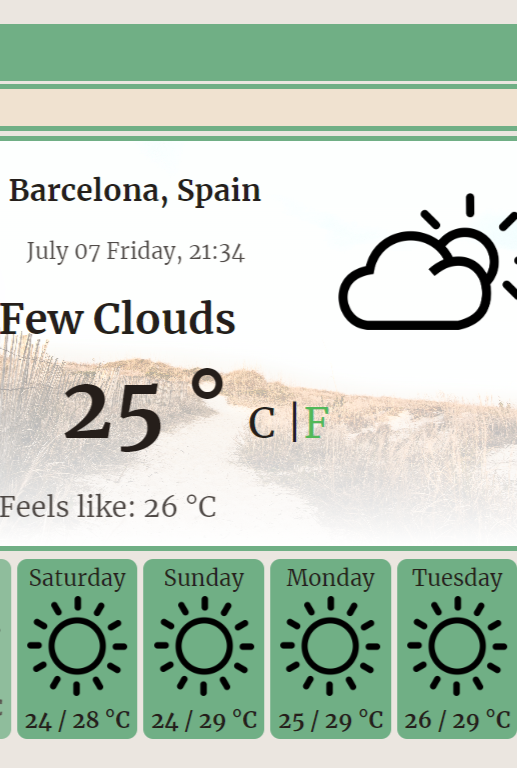 Barcelona, Spain
July 07 Friday, 21:34
Few Clouds
25 ° C |F
Feels like: 26 °C
Saturday Sunday Monday Tuesday
24 / 28 °C 24 / 29 °C 25 / 29 °C 26 / 29 °C